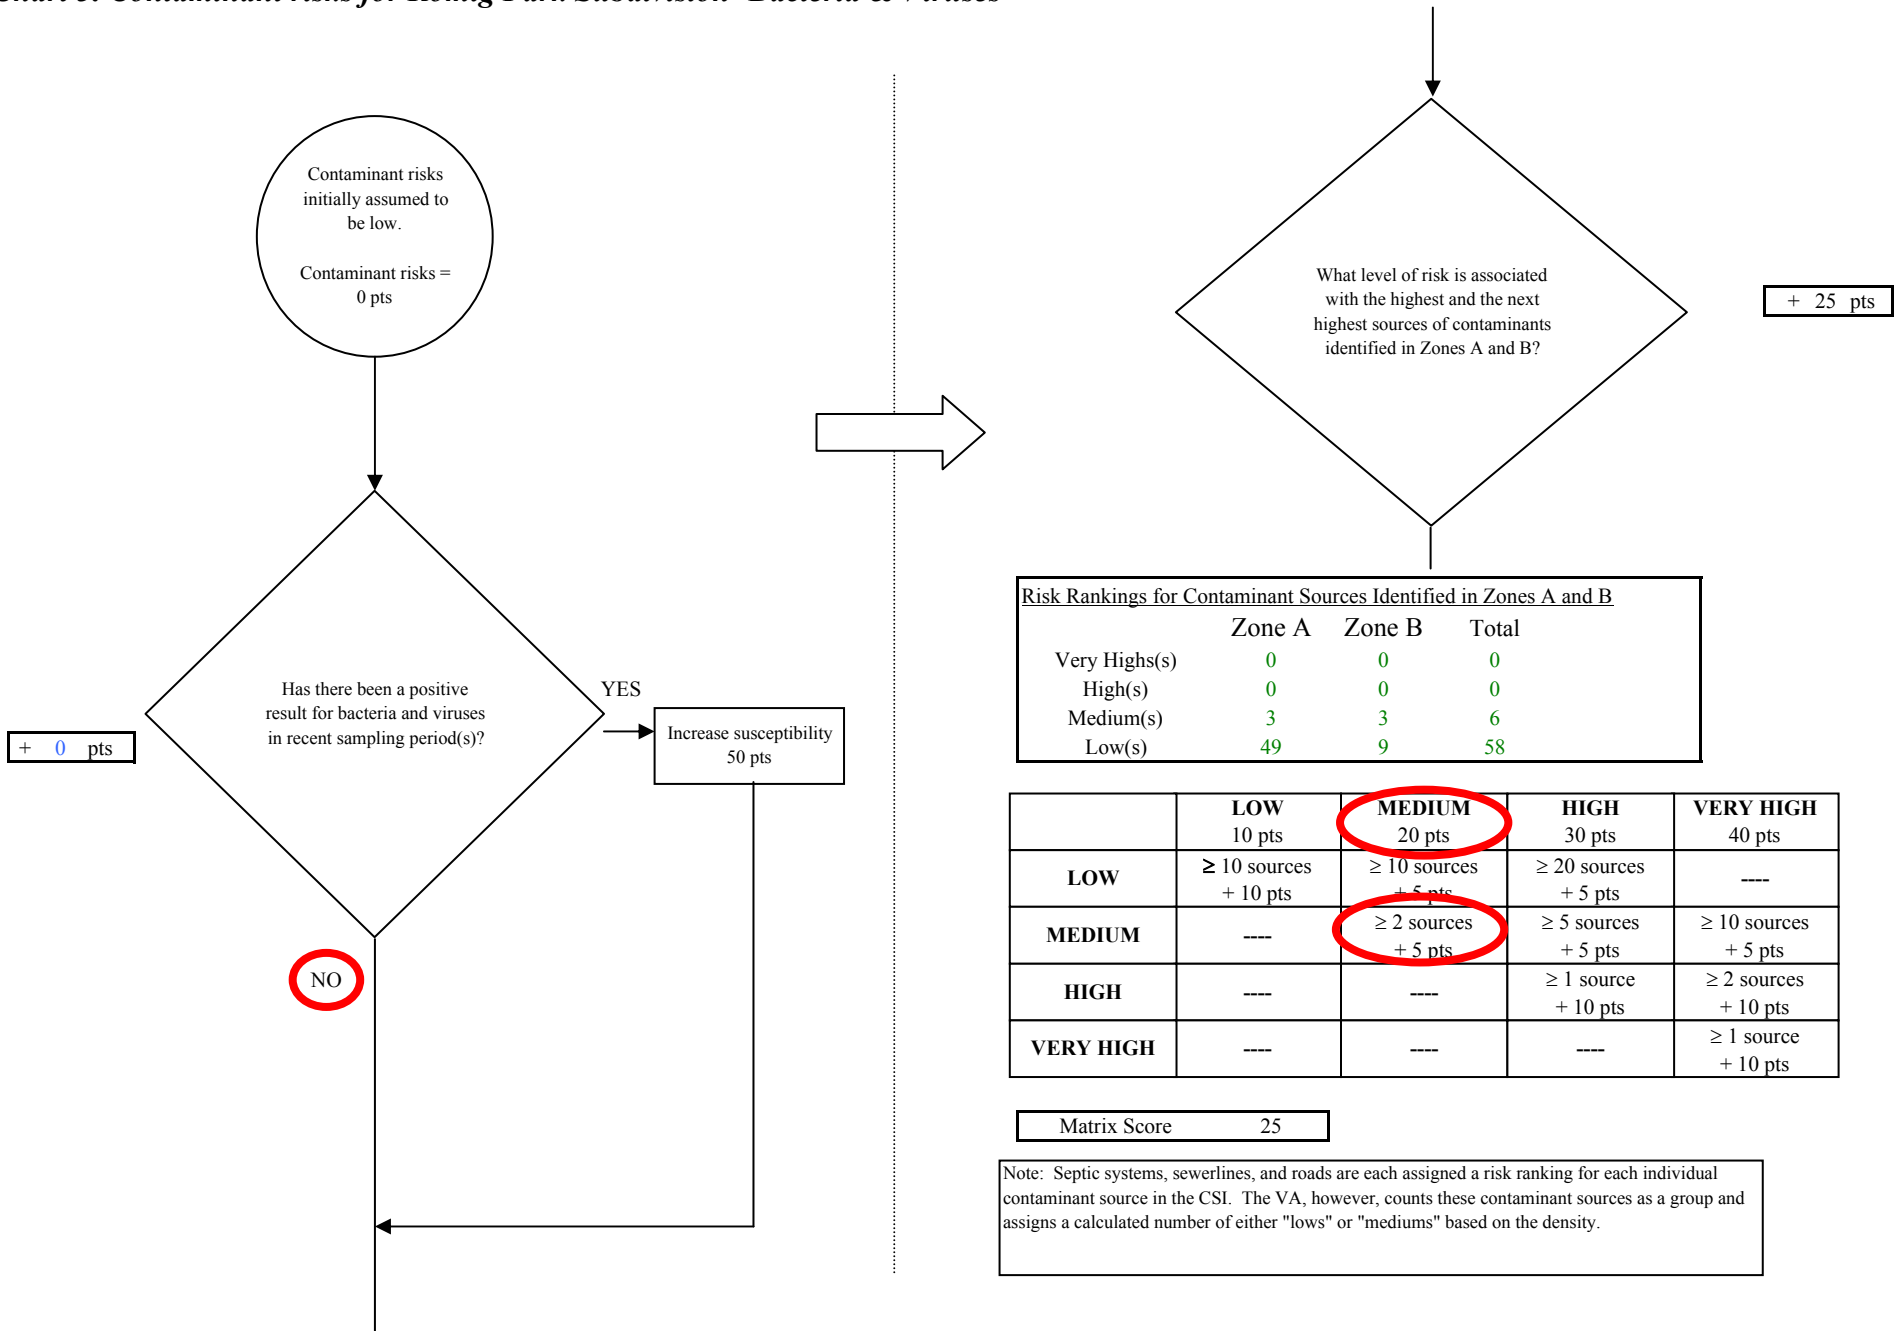 Contaminant risks
initially assumed to
be low.
Contaminant risks =
0 pts
Has there been a positive
result for bacteria and viruses
in recent sampling period(s)?
+ 0 pts
YES
Increase susceptibility
50 pts
NO
What level of risk is associated
with the highest and the next
highest sources of contaminants
identified in Zones A and B?
+ 25 pts
Risk Rankings for Contaminant Sources Identified in Zones A and B
Zone A Zone B Total
Very Highs(s) 0 0 0
High(s) 0 0 0
Medium(s) 3 3 6
Low(s) 49 9 58
LOW MEDIUM HIGH VERY HIGH
10 pts 20 pts 30 pts 40 pts
LOW ≥ 10 sources ≥ 10 sources ≥ 20 sources ----
+ 10 pts + 5 pts + 5 pts
MEDIUM ---- ≥ 2 sources ≥ 5 sources ≥ 10 sources
+ 5 pts + 5 pts + 5 pts
HIGH ---- ---- ≥ 1 source ≥ 2 sources
+ 10 pts + 10 pts
VERY HIGH ---- ---- ---- ≥ 1 source
+ 10 pts
Matrix Score 25
Note: Septic systems, sewerlines, and roads are each assigned a risk ranking for each individual
contaminant source in the CSI. The VA, however, counts these contaminant sources as a group and
assigns a calculated number of either "lows" or "mediums" based on the density.